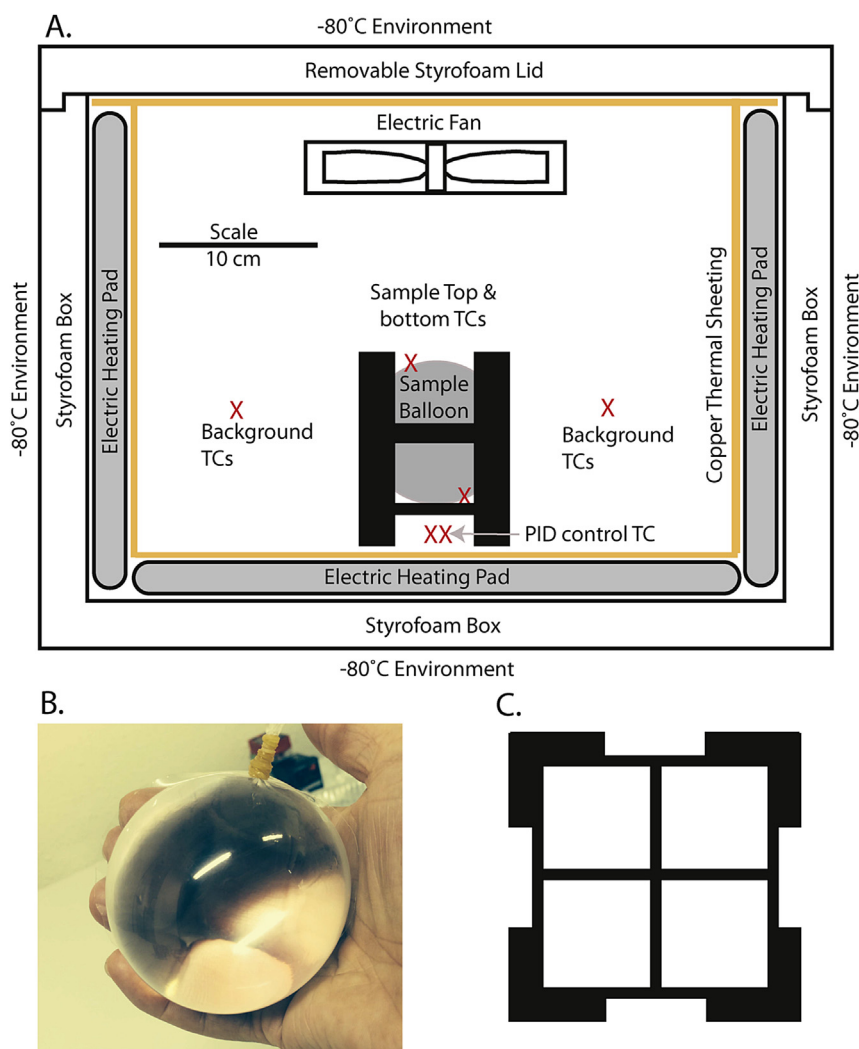 A.
-80˚C Environment
Removable Styrofoam Lid
Electric Fan
Scale
10 cm
Sample Top &
bottom TCs
X
Sample
Balloon
X
Background
TCs
X
Background
TCs
X
XX
PID control TC
Copper Thermal Sheeting
Electric Heating Pad
Electric Heating Pad
Electric Heating Pad
Styrofoam Box
Styrofoam Box
Styrofoam Box
-80˚C Environment
-80˚C Environment
-80˚C Environment
B.
C.